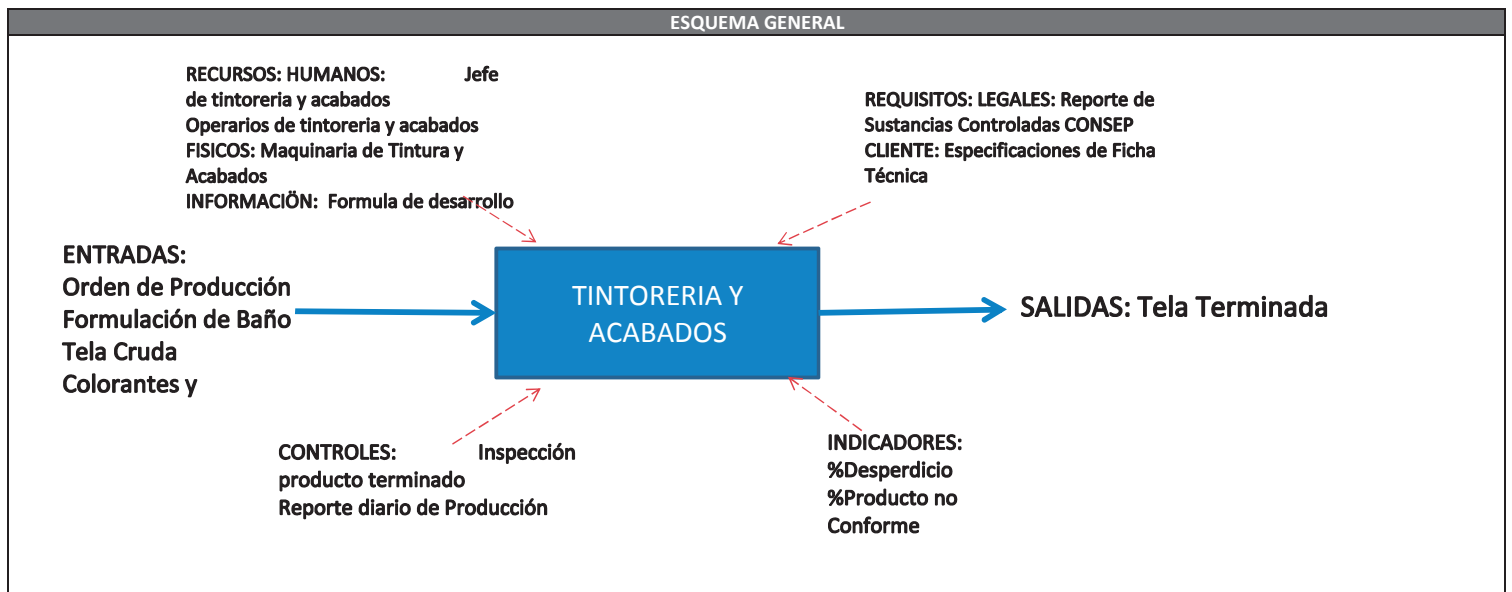 ESQUEMA GENERAL
RECURSOS: HUMANOS: Jefe
de tintoreria y acabados
Operarios de tintoreria y acabados
FISICOS: Maquinaria de Tintura y
Acabados
INFORMACIÖN: Formula de desarrollo
REQUISITOS: LEGALES: Reporte de
Sustancias Controladas CONSEP
CLIENTE: Especificaciones de Ficha
Técnica
ENTRADAS:
Orden de Producción
Formulación de Baño
Tela Cruda
Colorantes y
TINTORERIA Y
ACABADOS
SALIDAS: Tela Terminada
CONTROLES: Inspección
producto terminado
Reporte diario de Producción
INDICADORES:
%Desperdicio
%Producto no
Conforme